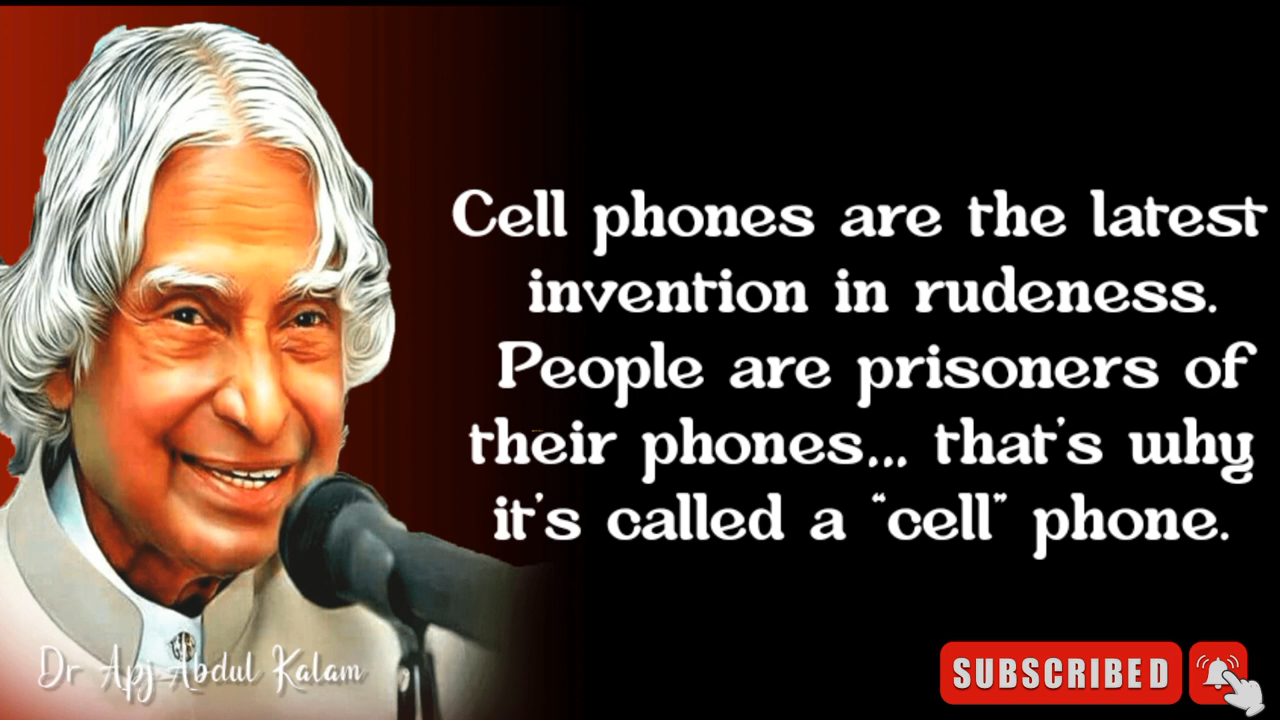 Cell phones are the latest
invention in rudeness.
People are prisoners of
their phones... that's why
it's called a “cell” phone.
Dr Apj Abdul Kalam
SUBSCRIBED